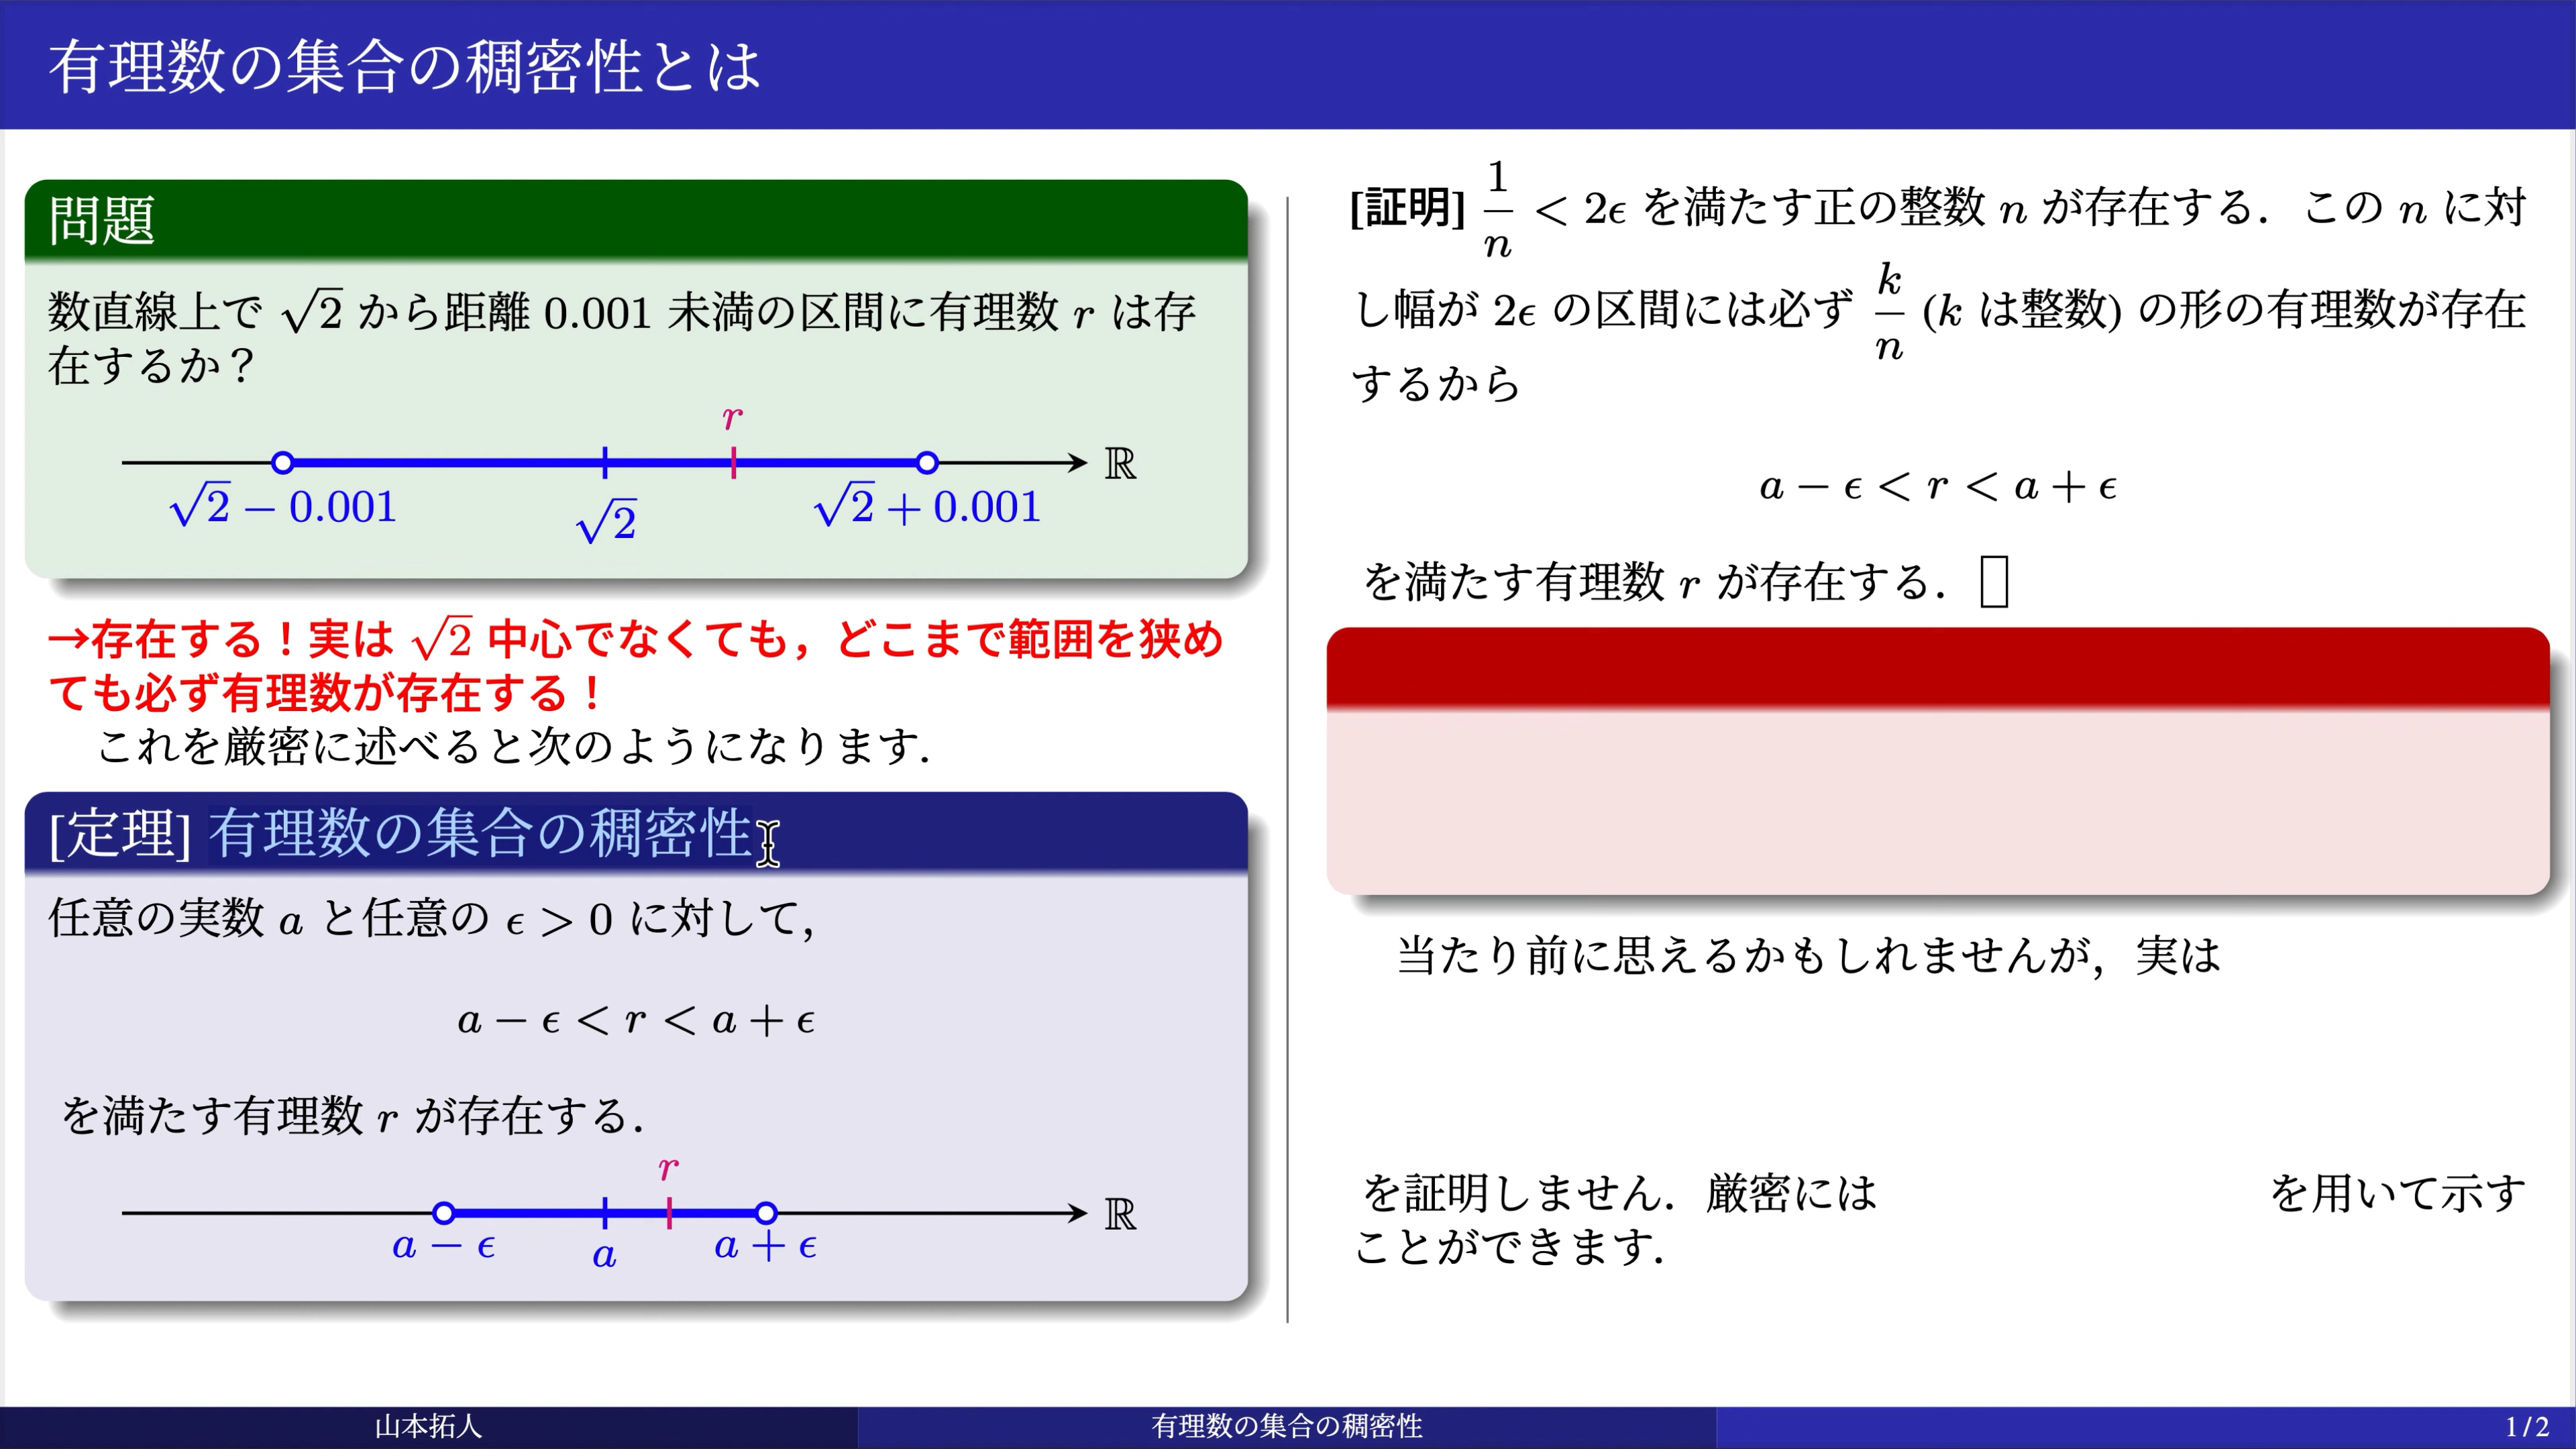 有理数の集合の稠密性とは
問題
数直線上で √2 から距離 0.001 未満の区間に有理数 r は存
在するか？
r
ℝ
√2 − 0.001
√2
√2 + 0.001
→存在する！実は √2 中心でなくても，どこまで範囲を狭め
ても必ず有理数が存在する！
これを厳密に述べると次のようになります.
[定理] 有理数の集合の稠密性
任意の実数 a と任意の ϵ > 0 に対して，
a − ϵ < r < a + ϵ
を満たす有理数 r が存在する．
r
ℝ
a − ϵ
a
a + ϵ
[証明] 1/n < 2ϵ を満たす正の整数 n が存在する．この n に対
し幅が 2ϵ の区間には必ず k/n (k は整数) の形の有理数が存在
するから
a − ϵ < r < a + ϵ
を満たす有理数 r が存在する．
当たり前に思えるかもしれませんが，実は
を証明しません．厳密には を用いて示す
ことができます．
山本拓人
有理数の集合の稠密性
1/2